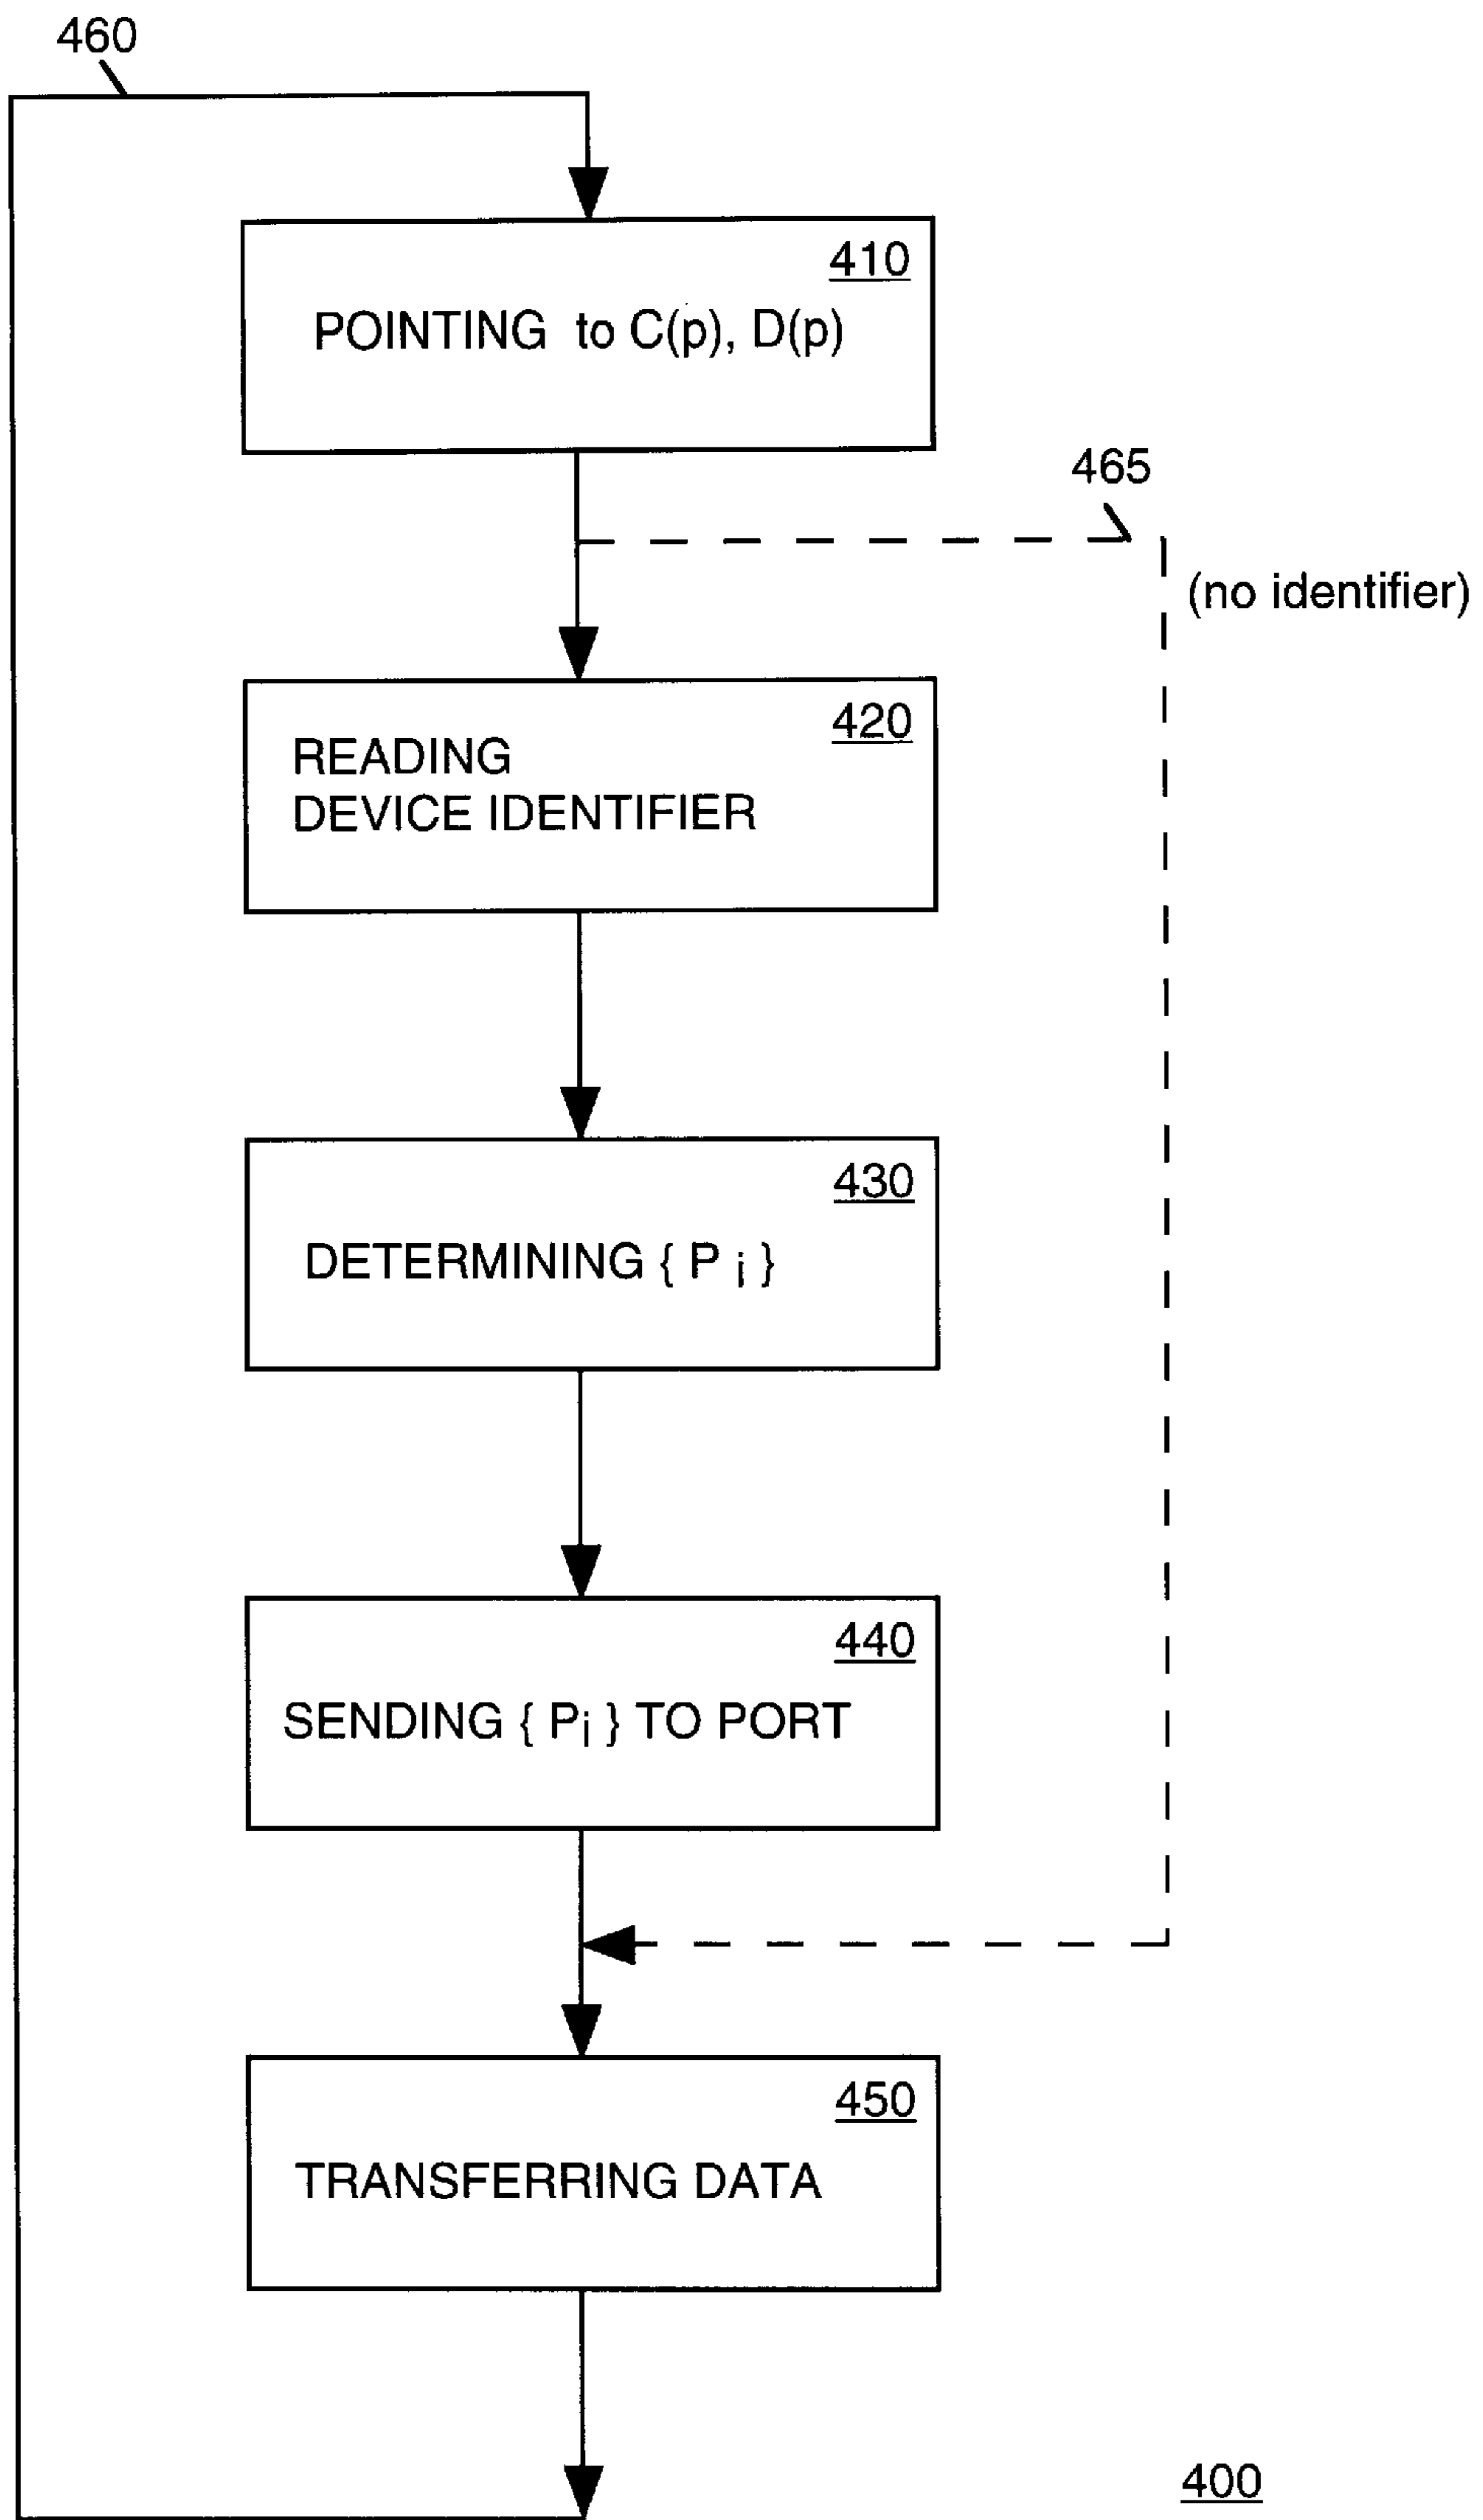 460
410
POINTING to C(p), D(p)
465
(no identifier)
420
READING
DEVICE IDENTIFIER
430
DETERMINING { P i }
440
SENDING { Pi } TO PORT
450
TRANSFERRING DATA
400